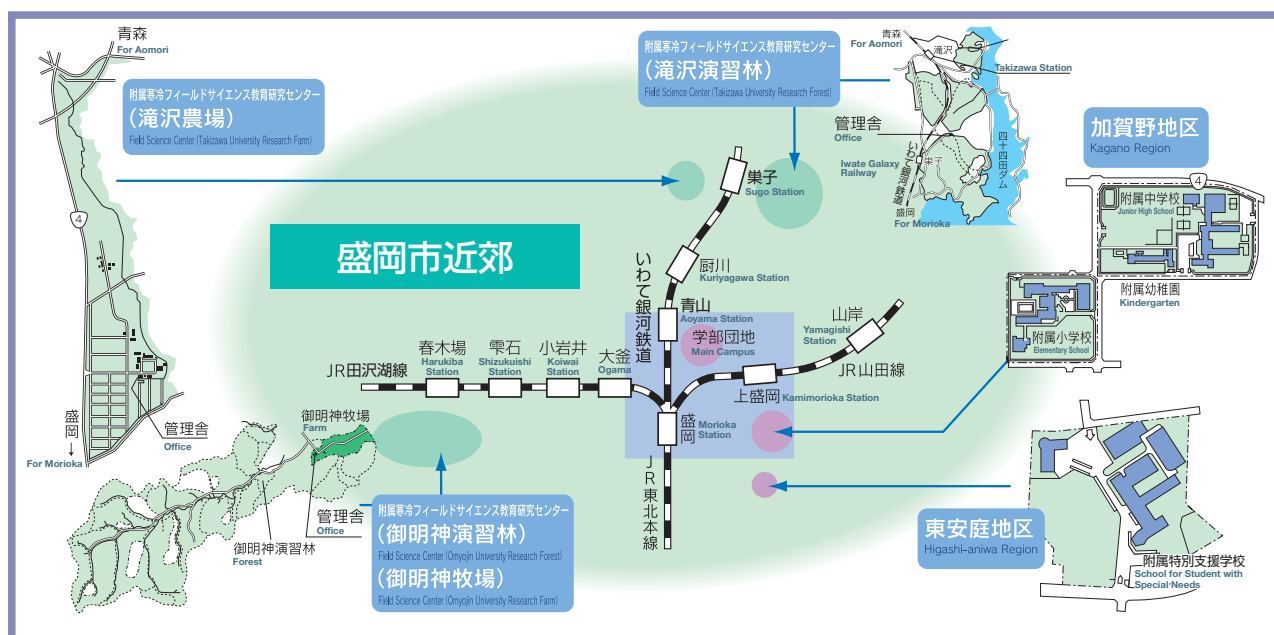 青森
For Aomori
附属寒冷フィールドサイエンス教育研究センター
(滝沢農場)
Field Science Center (Takizawa University Research Farm)
4
盛岡
For Morioka
管理舎
Office
附属寒冷フィールドサイエンス教育研究センター
(滝沢演習林)
Field Science Center (Takizawa University Research Forest)
青森
For Aomori
滝沢
Takizawa Station
管理舎
Office
いわて銀河鉄道
Iwate Galaxy
Railway
巣子
四十四田ダム
盛岡
For Morioka
加賀野地区
Kagano Region
4
附属中学校
Junior High School
附属幼稚園
Kindergarten
附属小学校
Elementary School
盛岡市近郊
巣子
Sugo Station
厨川
Kuriyagawa Station
いわて銀河鉄道
青山
Aoyama Station
学部団地
Main Campus
山岸
Yamagishi
Station
JR山田線
上盛岡
Kamimorioka Station
JR田沢湖線
春木場
Harukiba
Station
雫石
Shizukuishi
Station
小岩井
Koiwai
Station
大釜
Ogama
盛岡
Morioka
Station
JR東北本線
御明神牧場
Farm
管理舎
Office
御明神演習林
Forest
附属寒冷フィールドサイエンス教育研究センター
(御明神演習林)
Field Science Center (Omyojin University Research Forest)
(御明神牧場)
Field Science Center (Omyojin University Research Farm)
東安庭地区
Higashi-aniwa Region
附属特別支援学校
School for Student with
Special-Needs